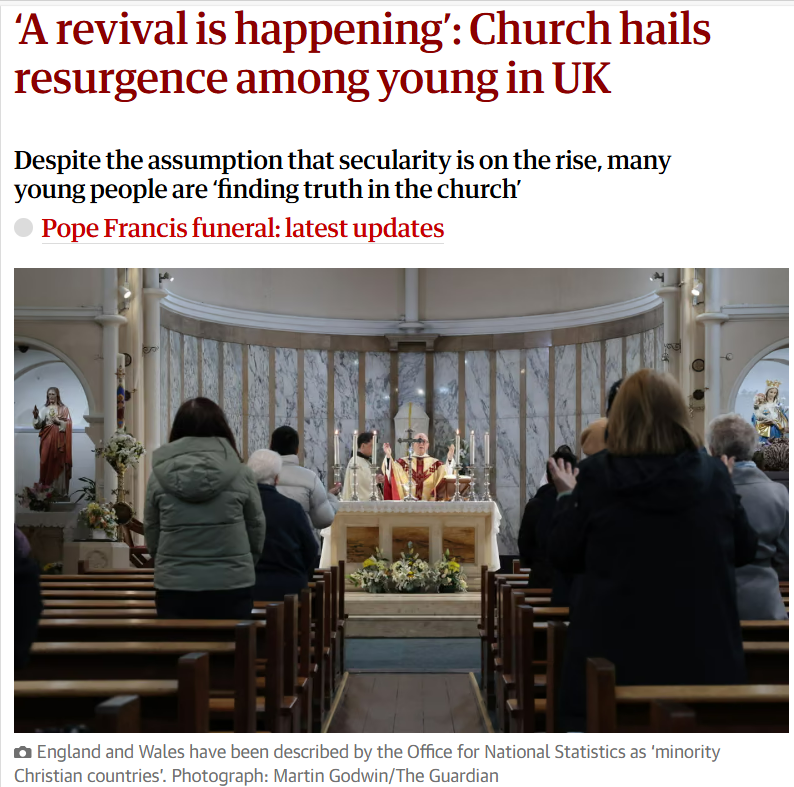 ‘A revival is happening’: Church hails
resurgence among young in UK
Despite the assumption that secularity is on the rise, many
young people are ‘finding truth in the church’
Pope Francis funeral: latest updates
England and Wales have been described by the Office for National Statistics as ‘minority
Christian countries’. Photograph: Martin Godwin/The Guardian